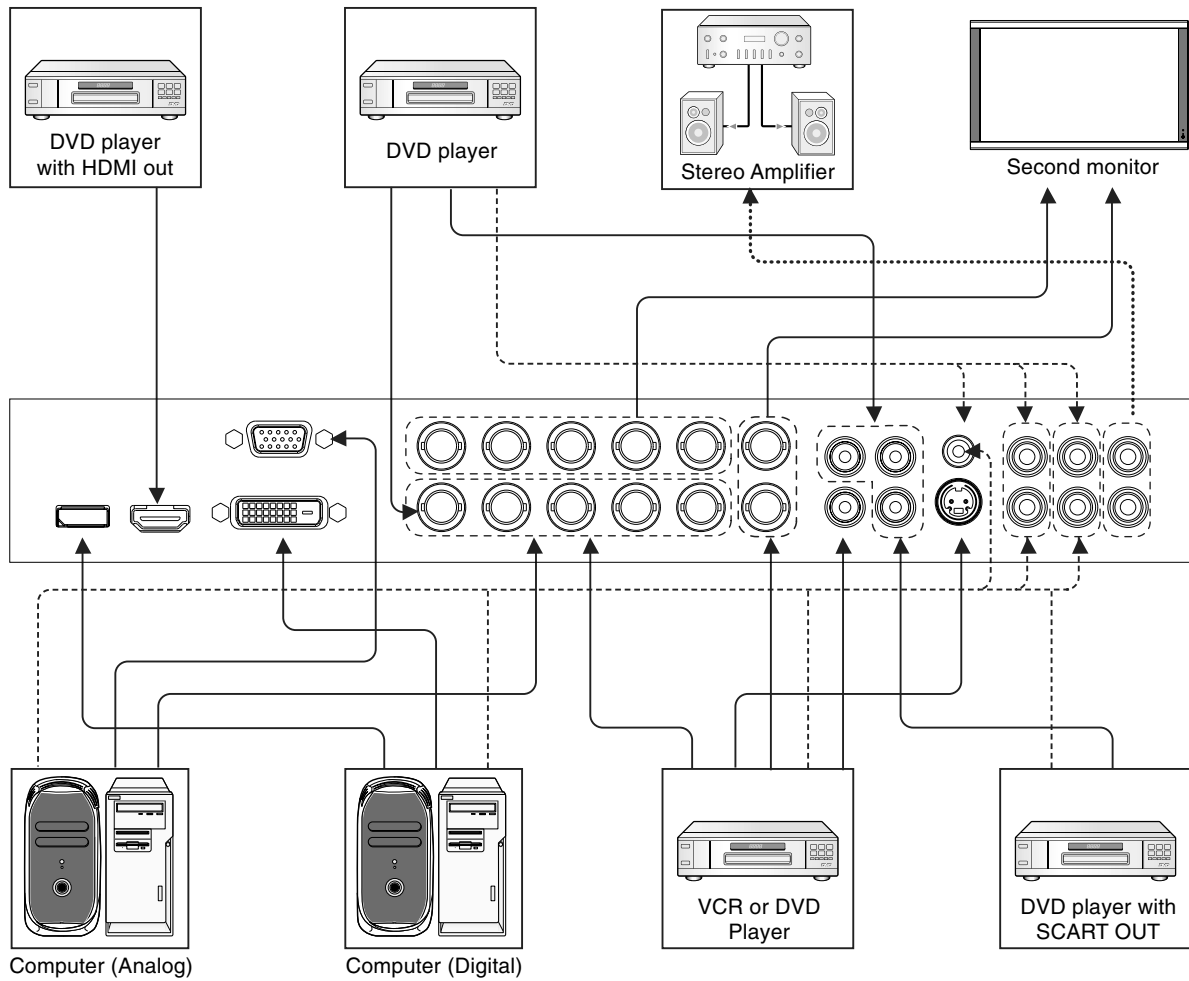 DVD player
with HDMI out
DVD player
Stereo Amplifier
Second monitor
VCR or DVD
Player
DVD player with
SCART OUT
Computer (Analog)
Computer (Digital)